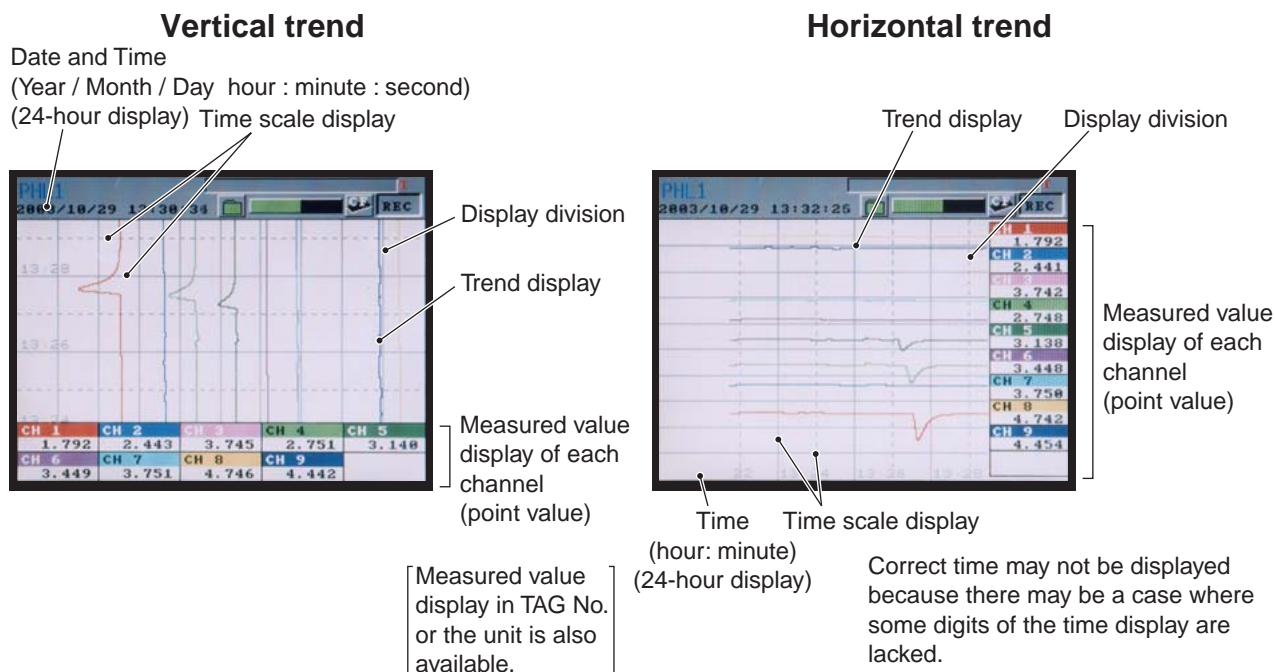 Vertical trend
Date and Time
(Year / Month / Day hour : minute : second)
(24-hour display)
Time scale display
PHL1
2003/10/29 13:30:34
REC
13:28
13:26
Display division
Trend display
CH 1
CH 2
CH 3
CH 4
CH 5
1.792
2.443
3.745
2.751
3.140
CH 6
CH 7
CH 8
CH 9
3.449
3.751
4.746
4.442
Measured value
display of each
channel
(point value)
[Measured value
display in TAG No.
or the unit is also
available.
Horizontal trend
Trend display
Display division
PHL1
2003/10/29 13:32:26
REC
CH 1
1.792
CH 2
2.441
CH 3
3.742
CH 4
2.748
CH 5
3.138
CH 6
3.448
CH 7
3.750
CH 8
4.742
CH 9
4.454
22
13:26
13:28
Measured value
display of each
channel
(point value)
Time
(hour: minute)
(24-hour display)
Time scale display
Correct time may not be displayed
because there may be a case where
some digits of the time display are
lacked.